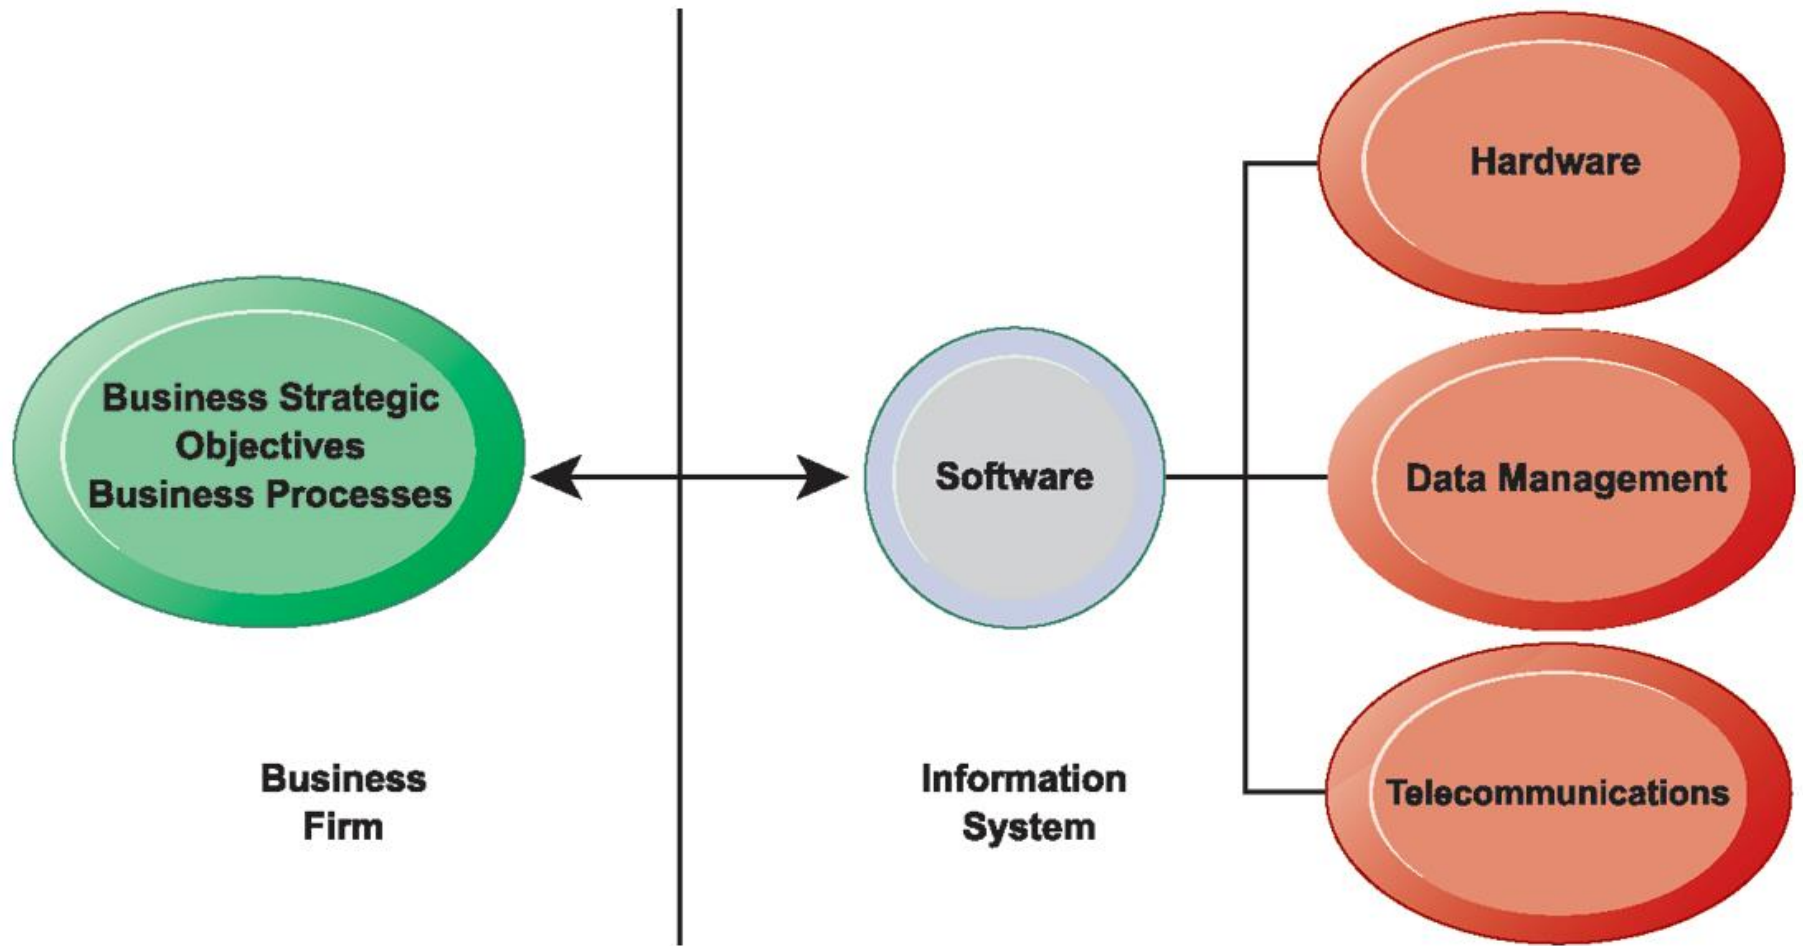 Business Strategic
Objectives
Business Processes
Business
Firm
Software
Information
System
Hardware
Data Management
Telecommunications